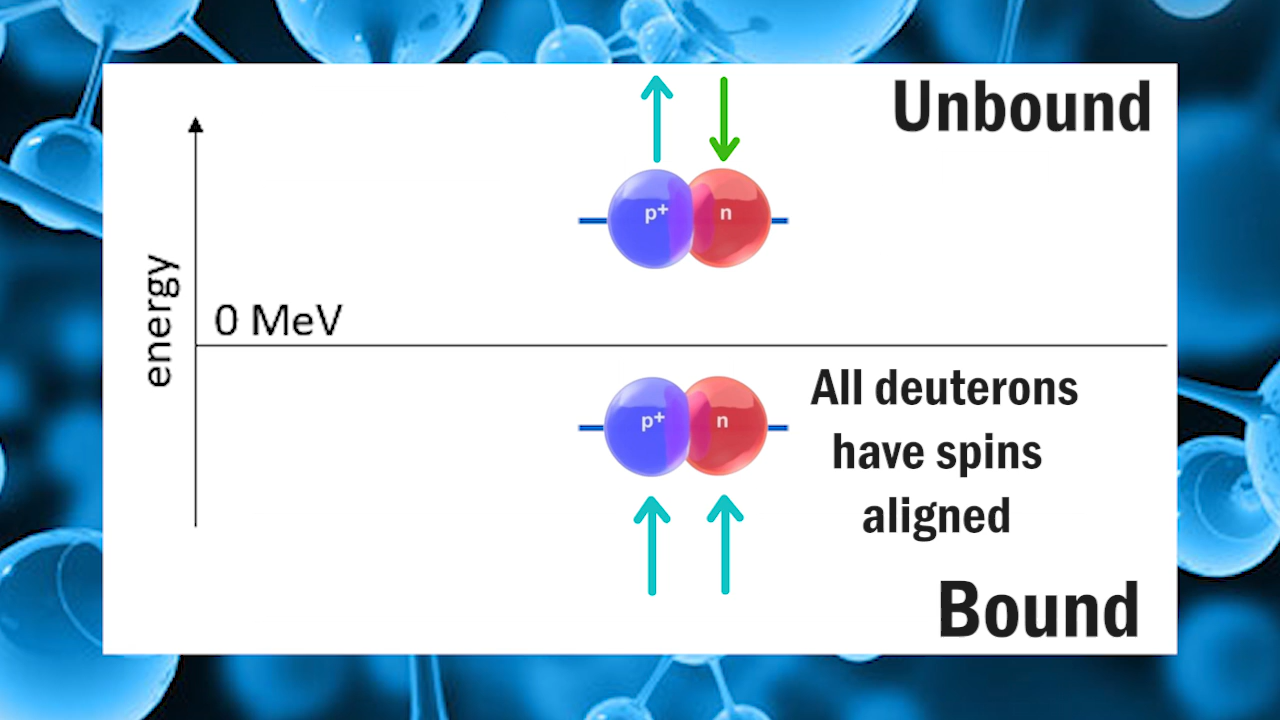 Unbound
p⁺ n
energy
0 MeV
p⁺ n
All deuterons
have spins
aligned
Bound